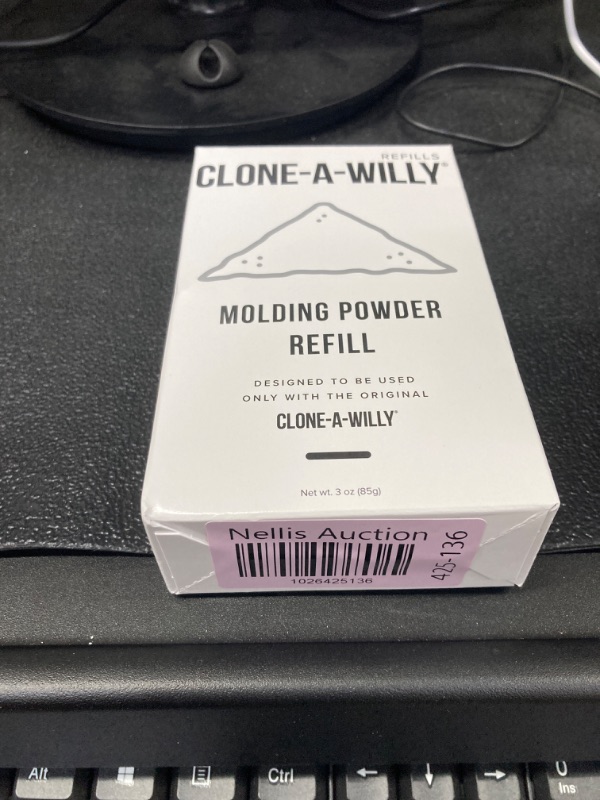 REFILLS
CLONE-A-WILLY®
MOLDING POWDER
REFILL
DESIGNED TO BE USED
ONLY WITH THE ORIGINAL
CLONE-A-WILLY®
Net wt. 3 oz (85g)
Nellis Auction
1026425136
425-136
Alt
Ctrl
←
↓
→
Ins